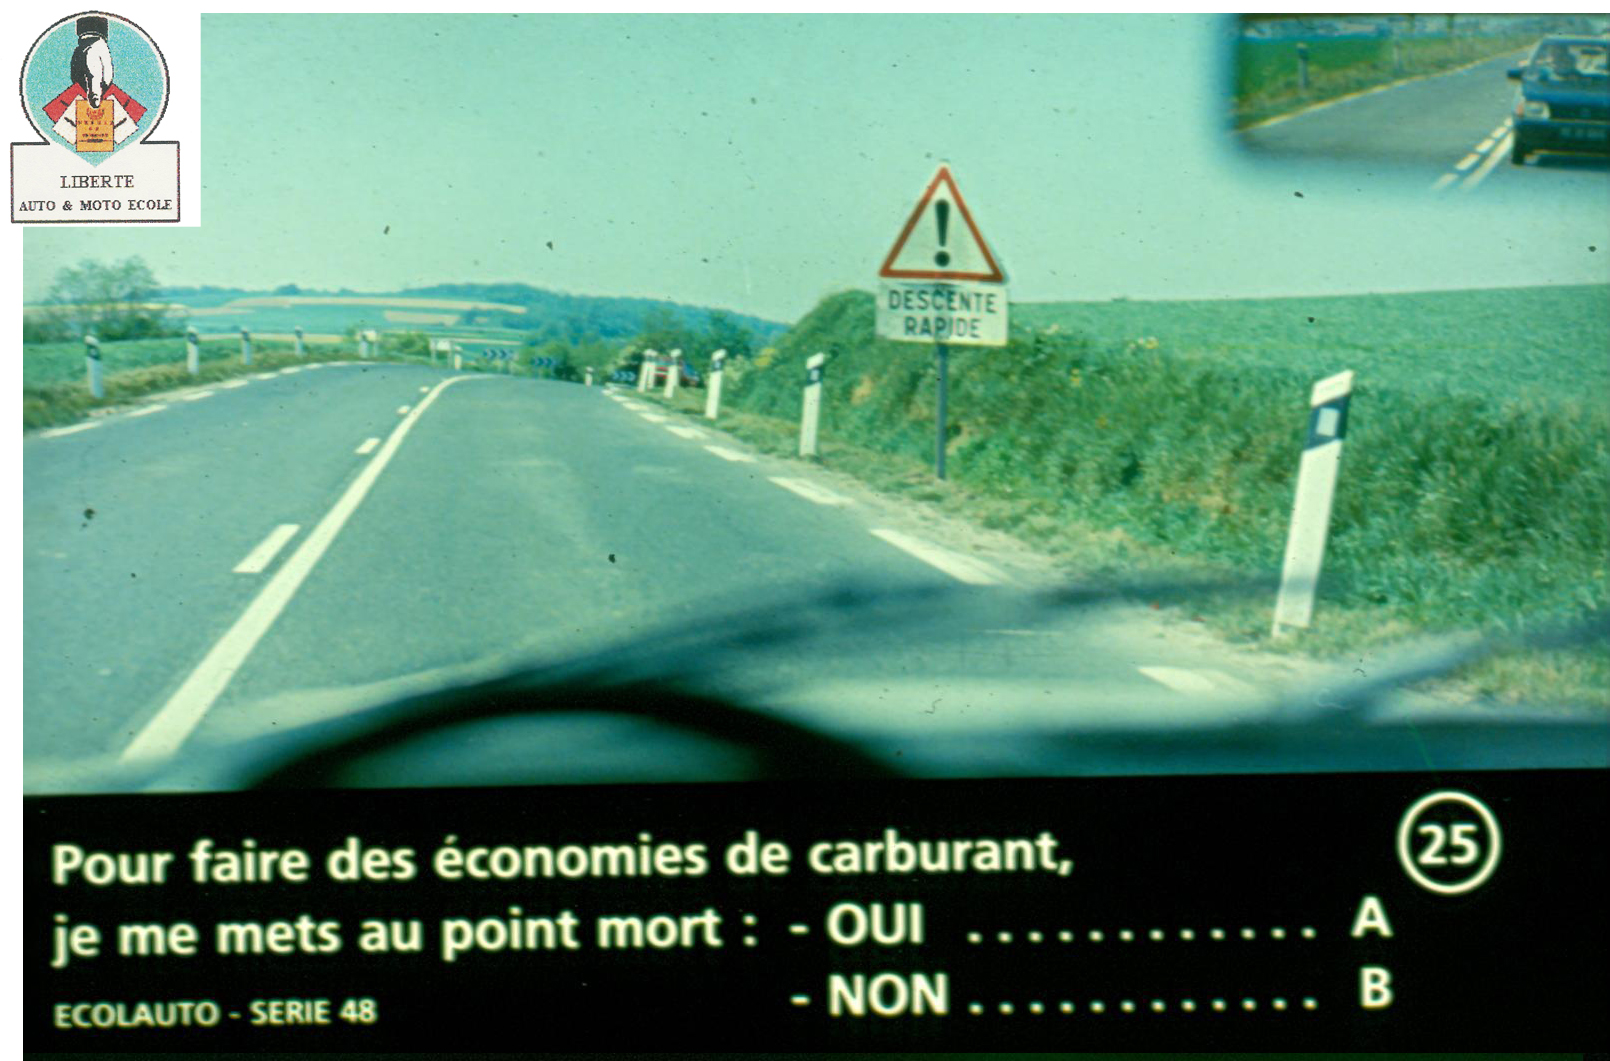 LIBERTE
AUTO & MOTO ECOLE
DESCENTE
RAPIDE
25
Pour faire des économies de carburant,
je me mets au point mort : - OUI ............ A
- NON ............ B
ECOLAUTO - SERIE 48